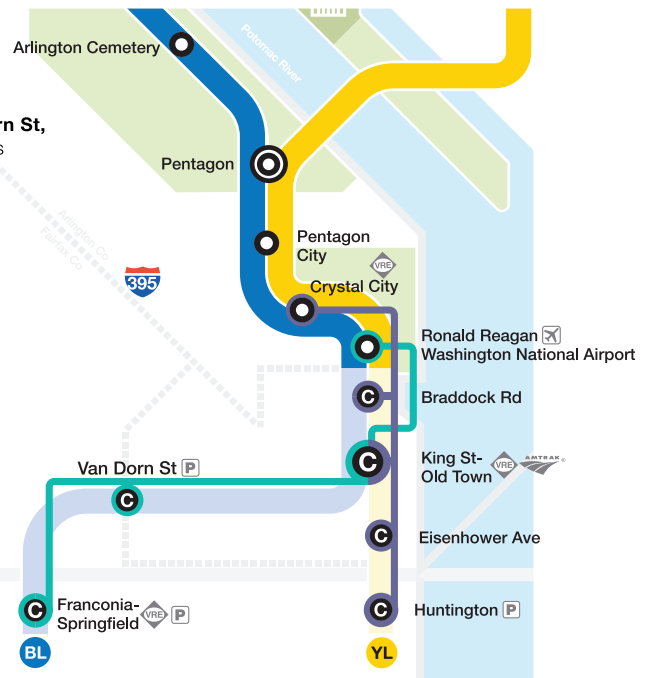 Arlington Cemetery
Potomac River
rn St,
s
Pentagon
Arlington Co
Fairfax Co
Pentagon
City
VRE
395
Crystal City
Ronald Reagan
Washington National Airport
C
Braddock Rd
C
King St-
Old Town
VRE
AMTRAK
Van Dorn St P
C
C
Eisenhower Ave
C
Franconia-
Springfield
VRE
P
C
Huntington P
BL
YL